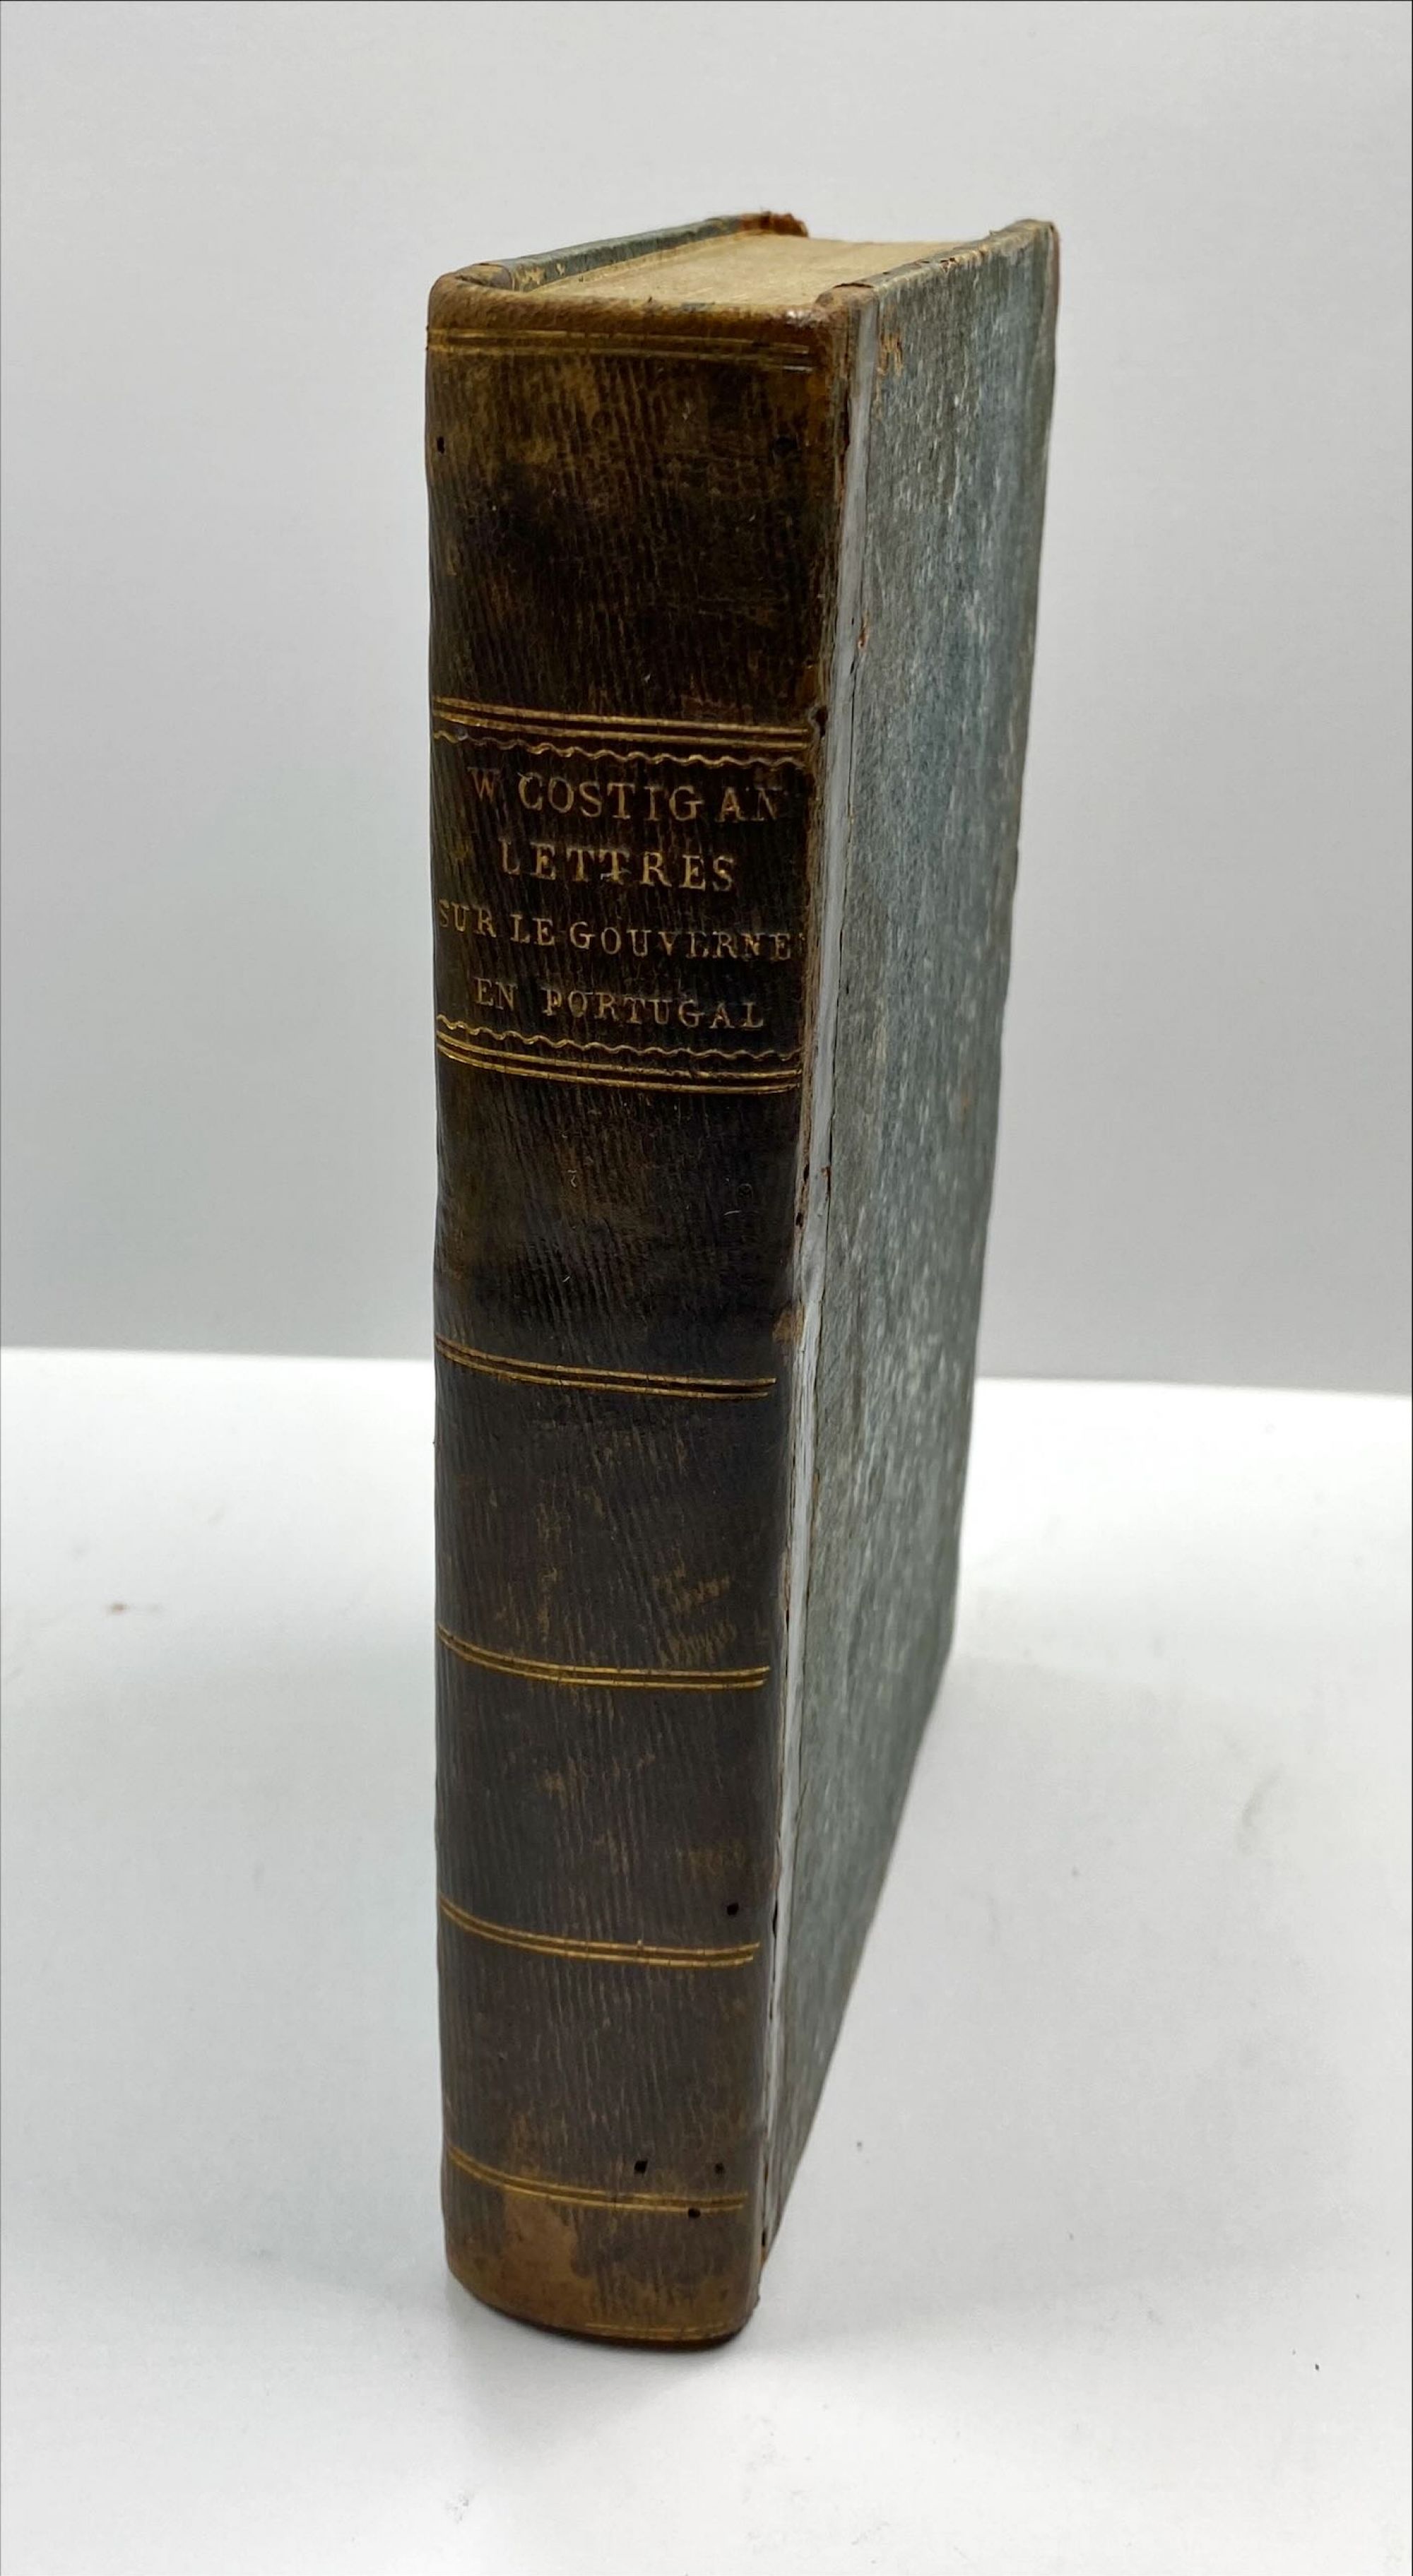 W COSTIGAN
LETTRES
SUR LE GOUVERNE
EN PORTUGAL